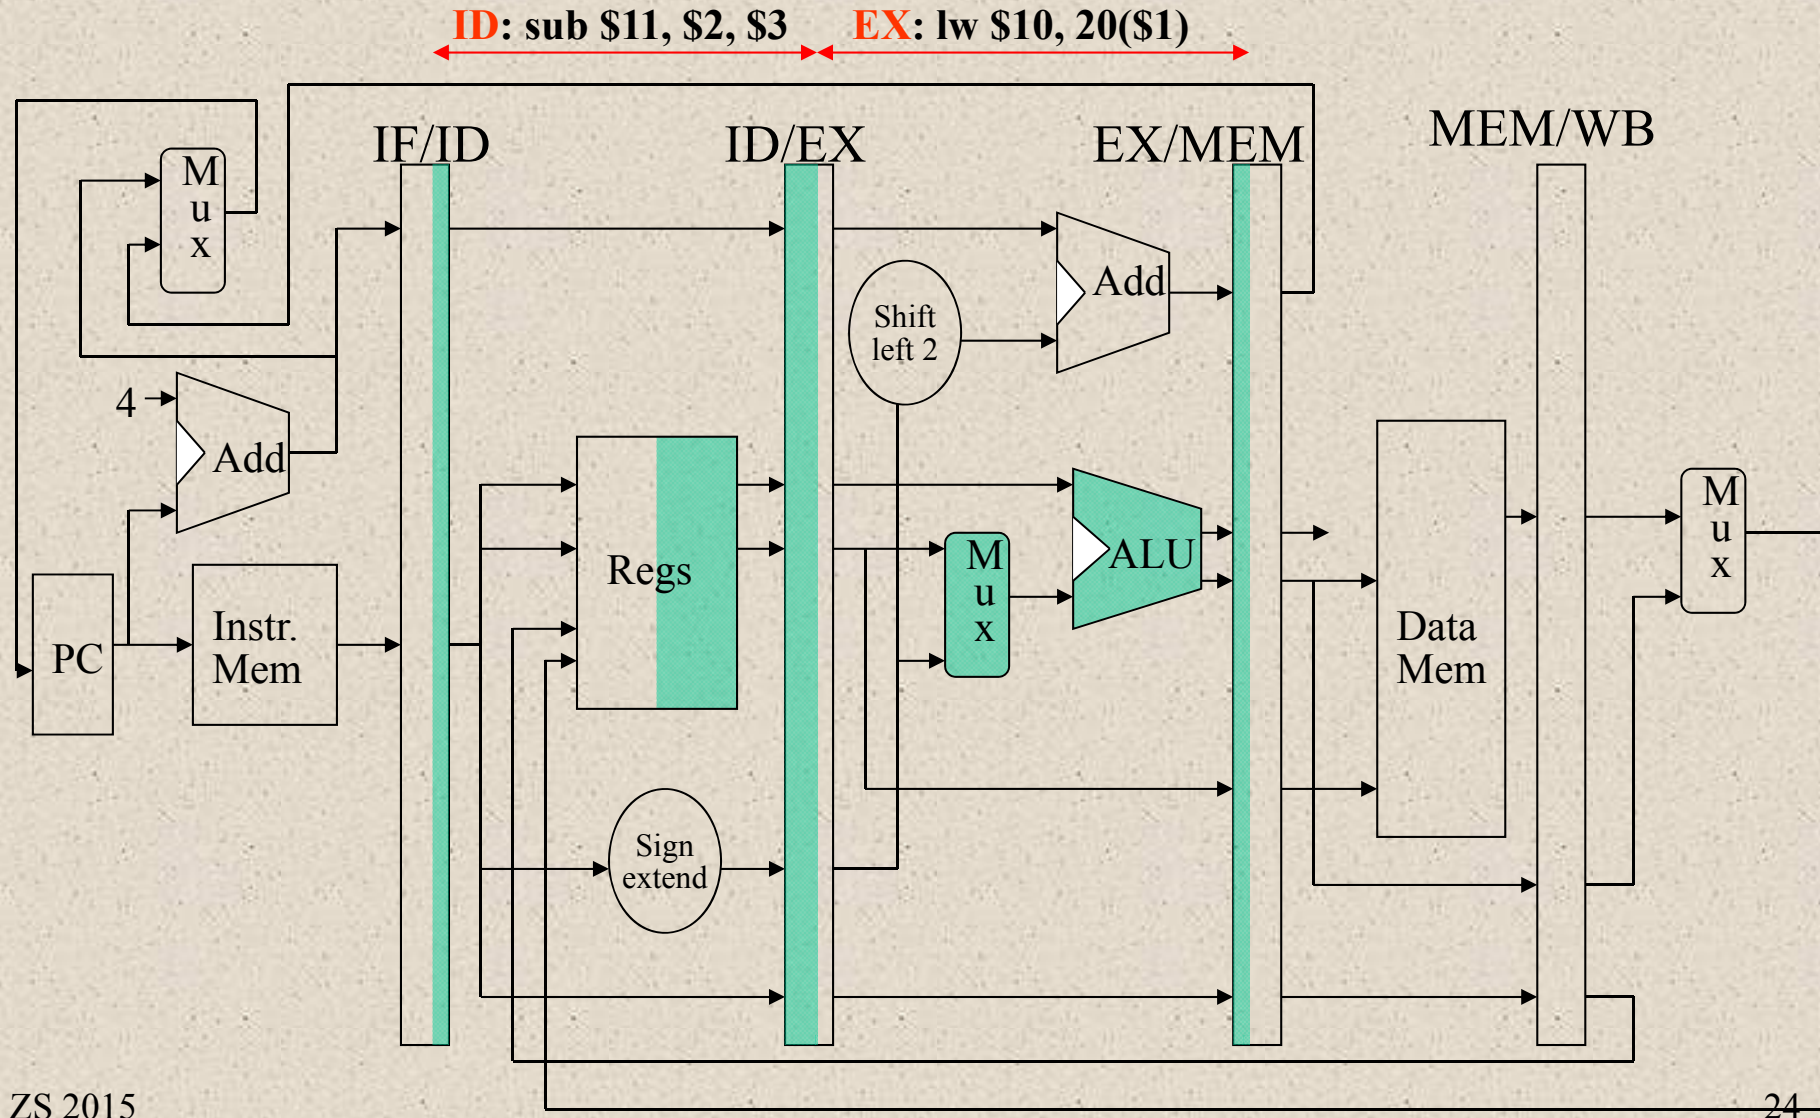 ID: sub $11, $2, $3
EX: lw $10, 20($1)
IF/ID
ID/EX
EX/MEM
MEM/WB
M
u
x
Add
Shift
left 2
4
Add
Regs
M
u
x
ALU
M
u
x
PC
Instr.
Mem
Data
Mem
Sign
extend
ZS 2015
24